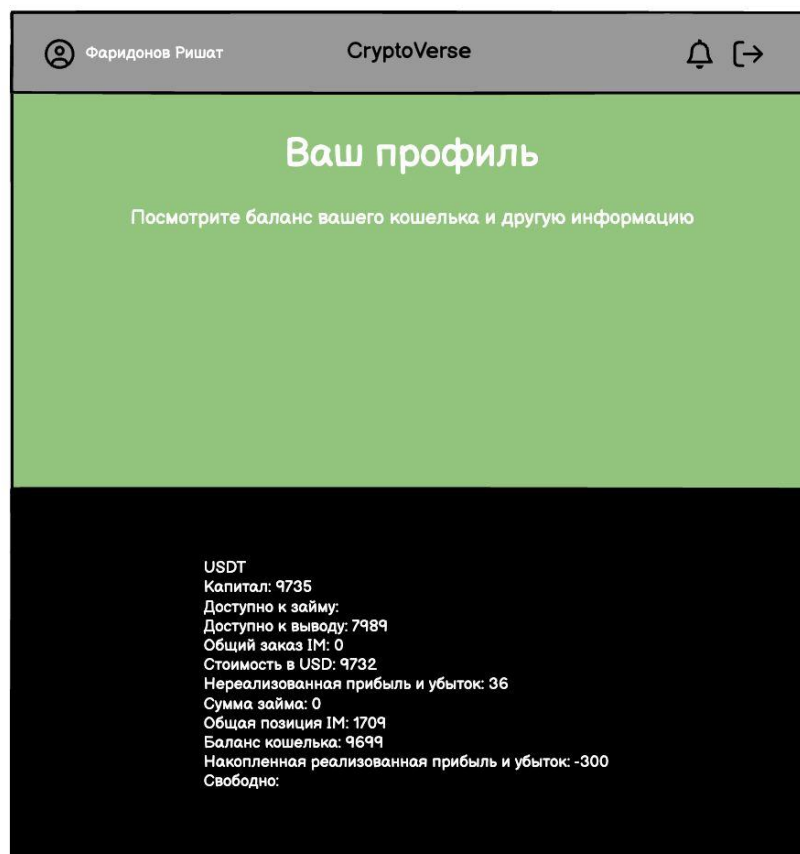 Фаридонов Ришат
CryptoVerse
Ваш профиль
Посмотрите баланс вашего кошелька и другую информацию
USDT
Капитал: 9735
Доступно к займу:
Доступно к выводу: 7989
Общий заказ IM: 0
Стоимость в USD: 9732
Нереализованная прибыль и убыток: 36
Сумма займа: 0
Общая позиция IM: 1709
Баланс кошелька: 9699
Накопленная реализованная прибыль и убыток: -300
Свободно: